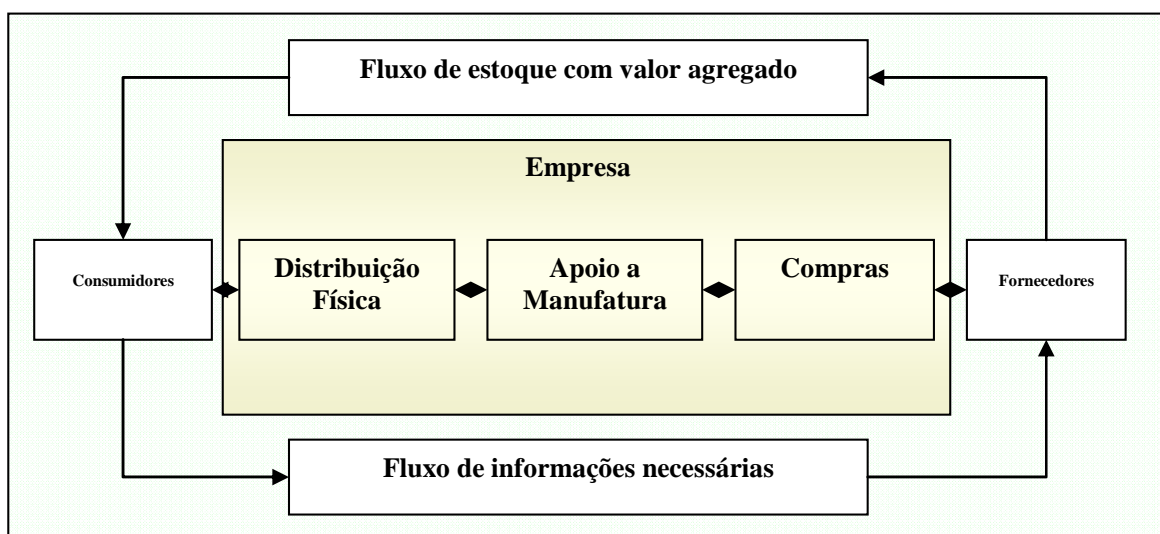 Fluxo de estoque com valor agregado
Empresa
Consumidores
Distribuição
Física
Apoio a
Manufatura
Compras
Fornecedores
Fluxo de informações necessárias